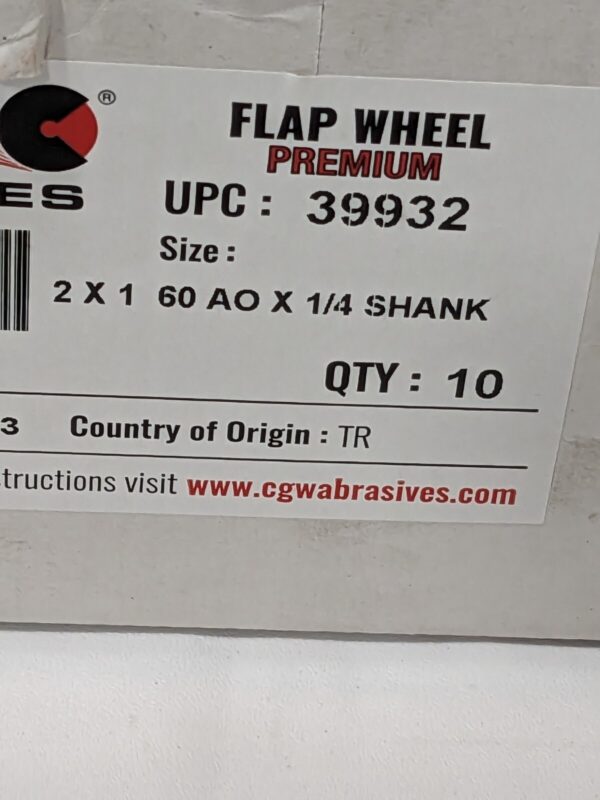 ®
FLAP WHEEL
PREMIUM
ES
UPC : 39932
Size :
2 X 1 60 AO X 1/4 SHANK
QTY : 10
3 Country of Origin : TR
tructions visit www.cgwabrasives.com